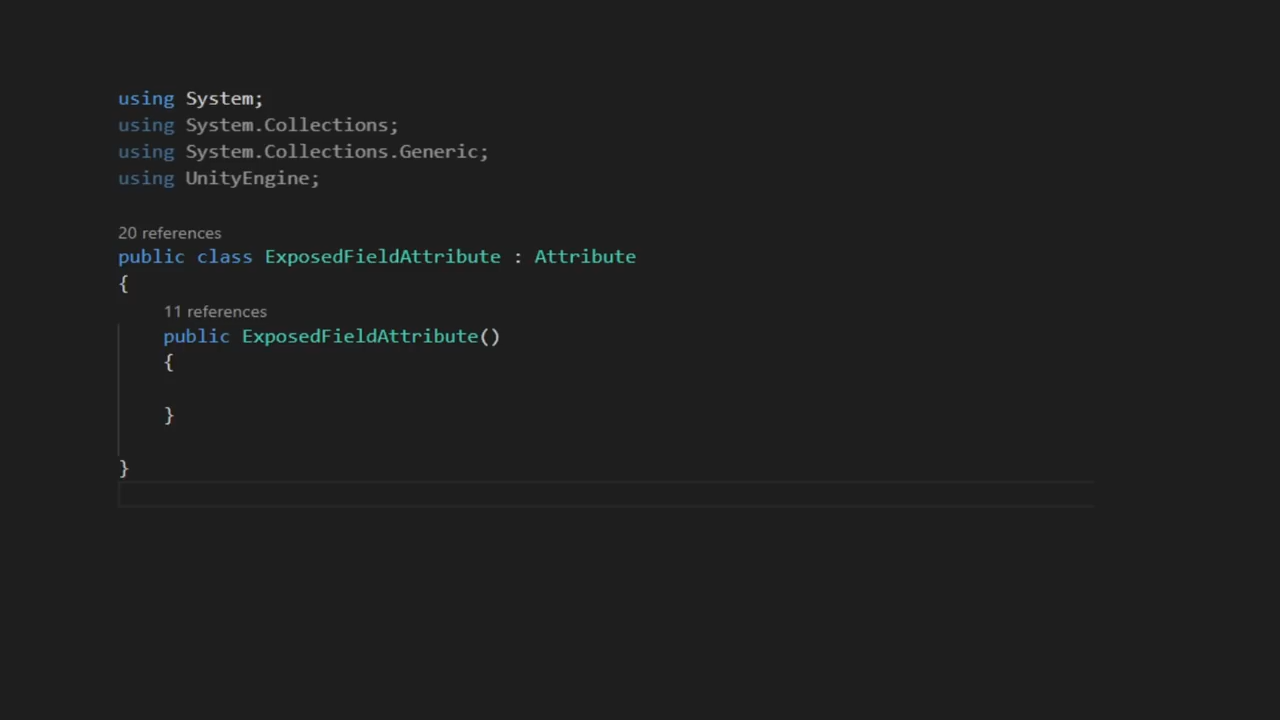 using System;
using System.Collections;
using System.Collections.Generic;
using UnityEngine;
20 references
public class ExposedFieldAttribute : Attribute
{
11 references
public ExposedFieldAttribute()
{
}
}